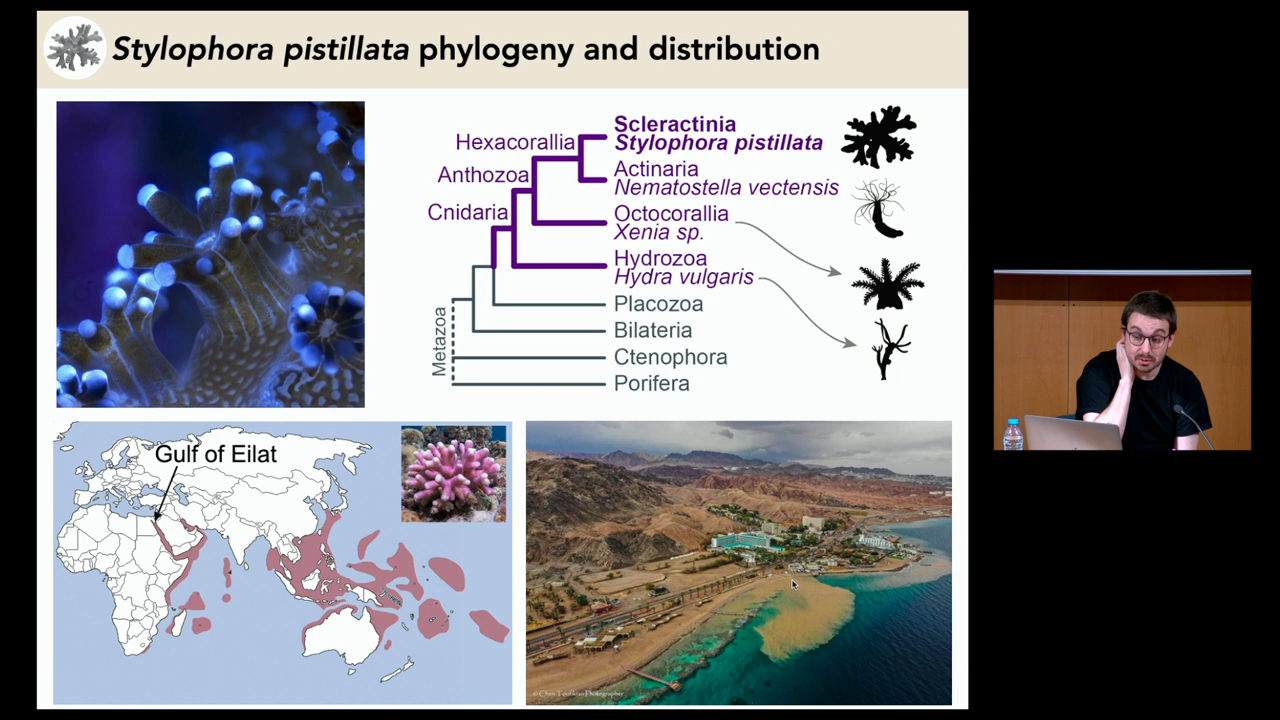 Stylophora pistillata phylogeny and distribution
Hexacorallia
Anthozoa
Cnidaria
Metazoa
Scleractinia
Stylophora pistillata
Actinaria
Nematostella vectensis
Octocorallia
Xenia sp.
Hydrozoa
Hydra vulgaris
Placozoa
Bilateria
Ctenophora
Porifera
Gulf of Eilat